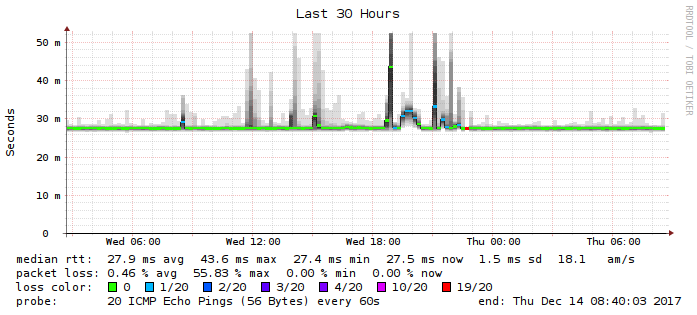 Last 30 Hours
RRDTOOL / TOBI OETIKER
Seconds
50 m
40 m
30 m
20 m
10 m
0
Wed 06:00 Wed 12:00 Wed 18:00 Thu 00:00 Thu 06:00
median rtt: 27.9 ms avg 43.6 ms max 27.4 ms min 27.5 ms now 1.5 ms sd 18.1 am/s
packet loss: 0.46 % avg 55.83 % max 0.00 % min 0.00 % now
loss color: 0 1/20 2/20 3/20 4/20 10/20 19/20
probe: 20 ICMP Echo Pings (56 Bytes) every 60s end: Thu Dec 14 08:40:03 2017